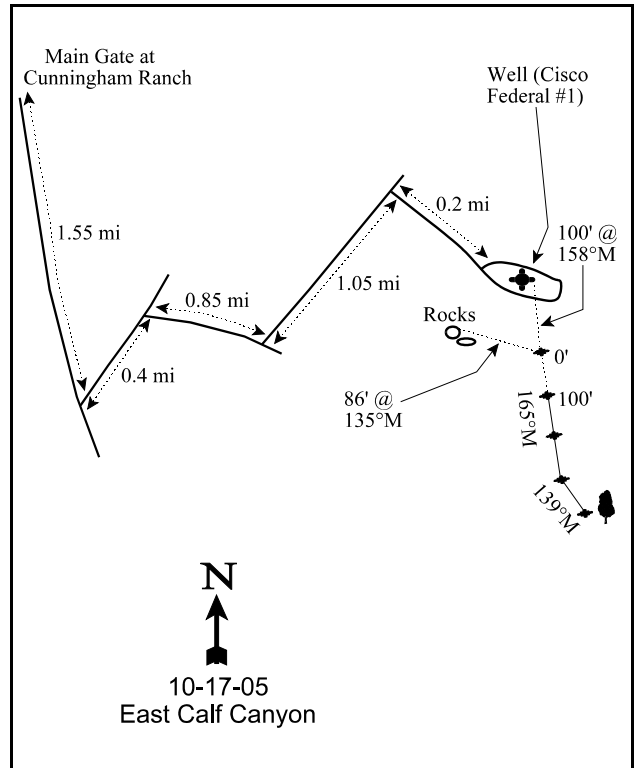 Main Gate at
Cunningham Ranch
Well (Cisco
Federal #1)
0.2 mi
100' @
158°M
1.55 mi
1.05 mi
0.85 mi
Rocks
0'
0.4 mi
86' @
135°M
100'
165°M
139°M
N
10-17-05
East Calf Canyon